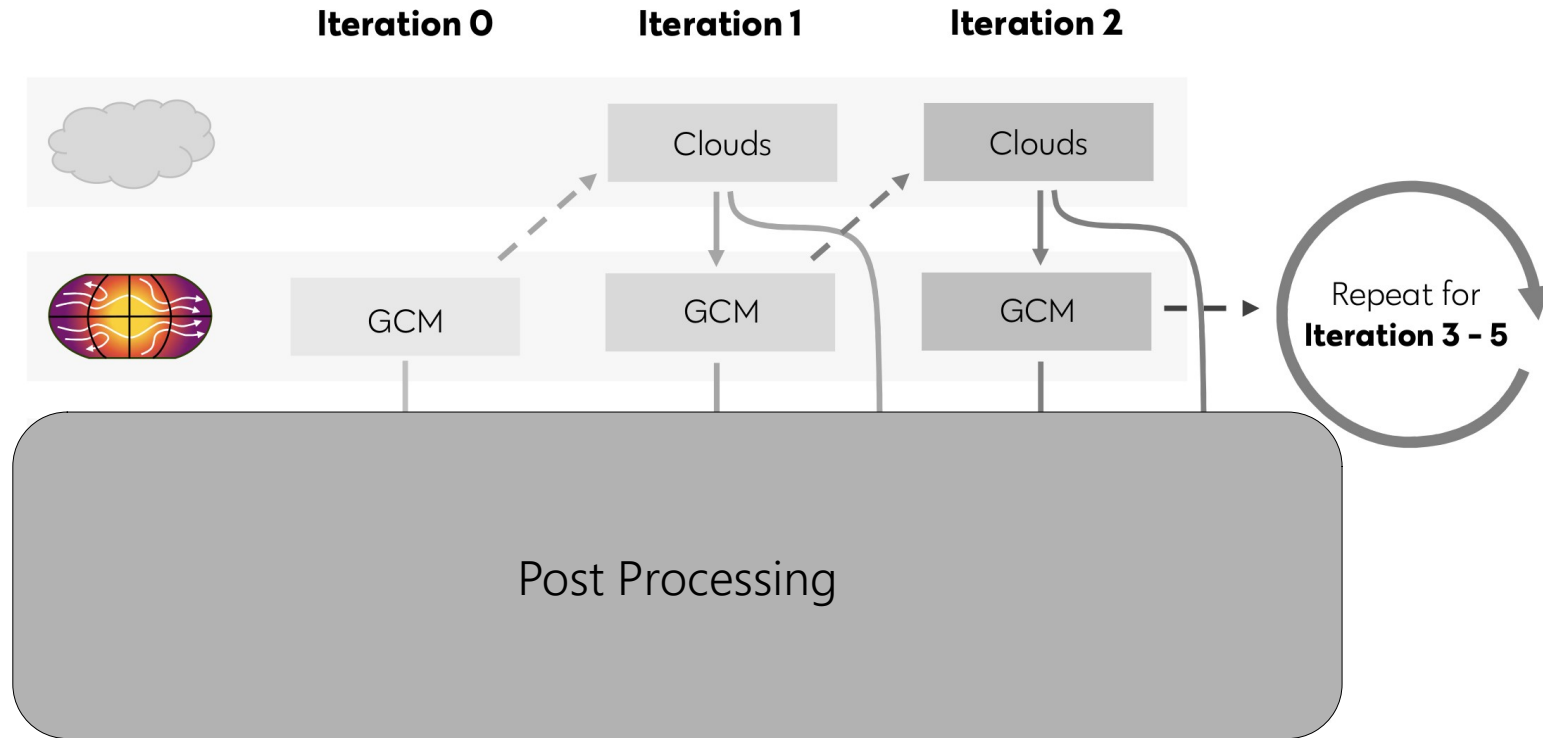 Iteration 0
Iteration 1
Iteration 2
Clouds
Clouds
GCM
GCM
GCM
Repeat for
Iteration 3 - 5
Post Processing